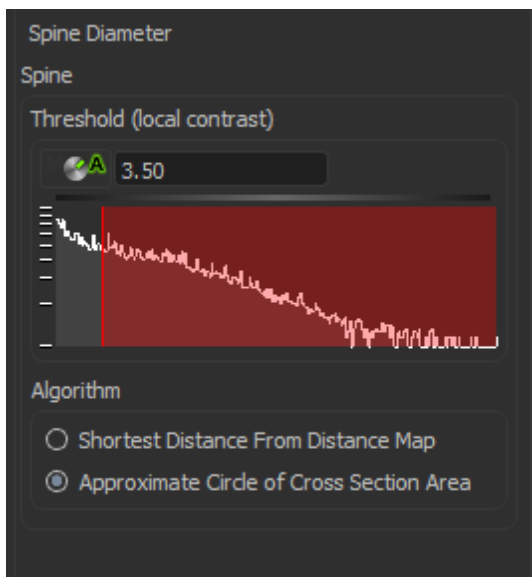 Spine Diameter
Spine
Threshold (local contrast)
A 3.50
Algorithm
Shortest Distance From Distance Map
Approximate Circle of Cross Section Area